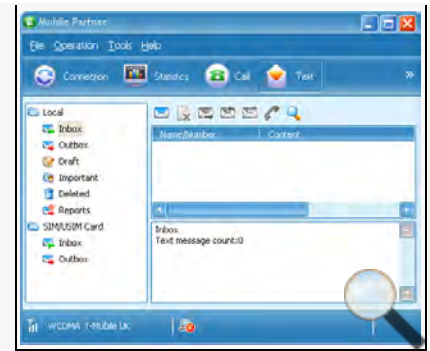 Mobile Partner
File Operation Tools Help
Connection Statistics Call Text »
Local
Inbox
Outbox
Draft
Important
Deleted
Reports
SIM/USIM Card
Inbox
Outbox
Name/Number Content
Inbox
Text message count:0
WCDMA T-Mobile UK